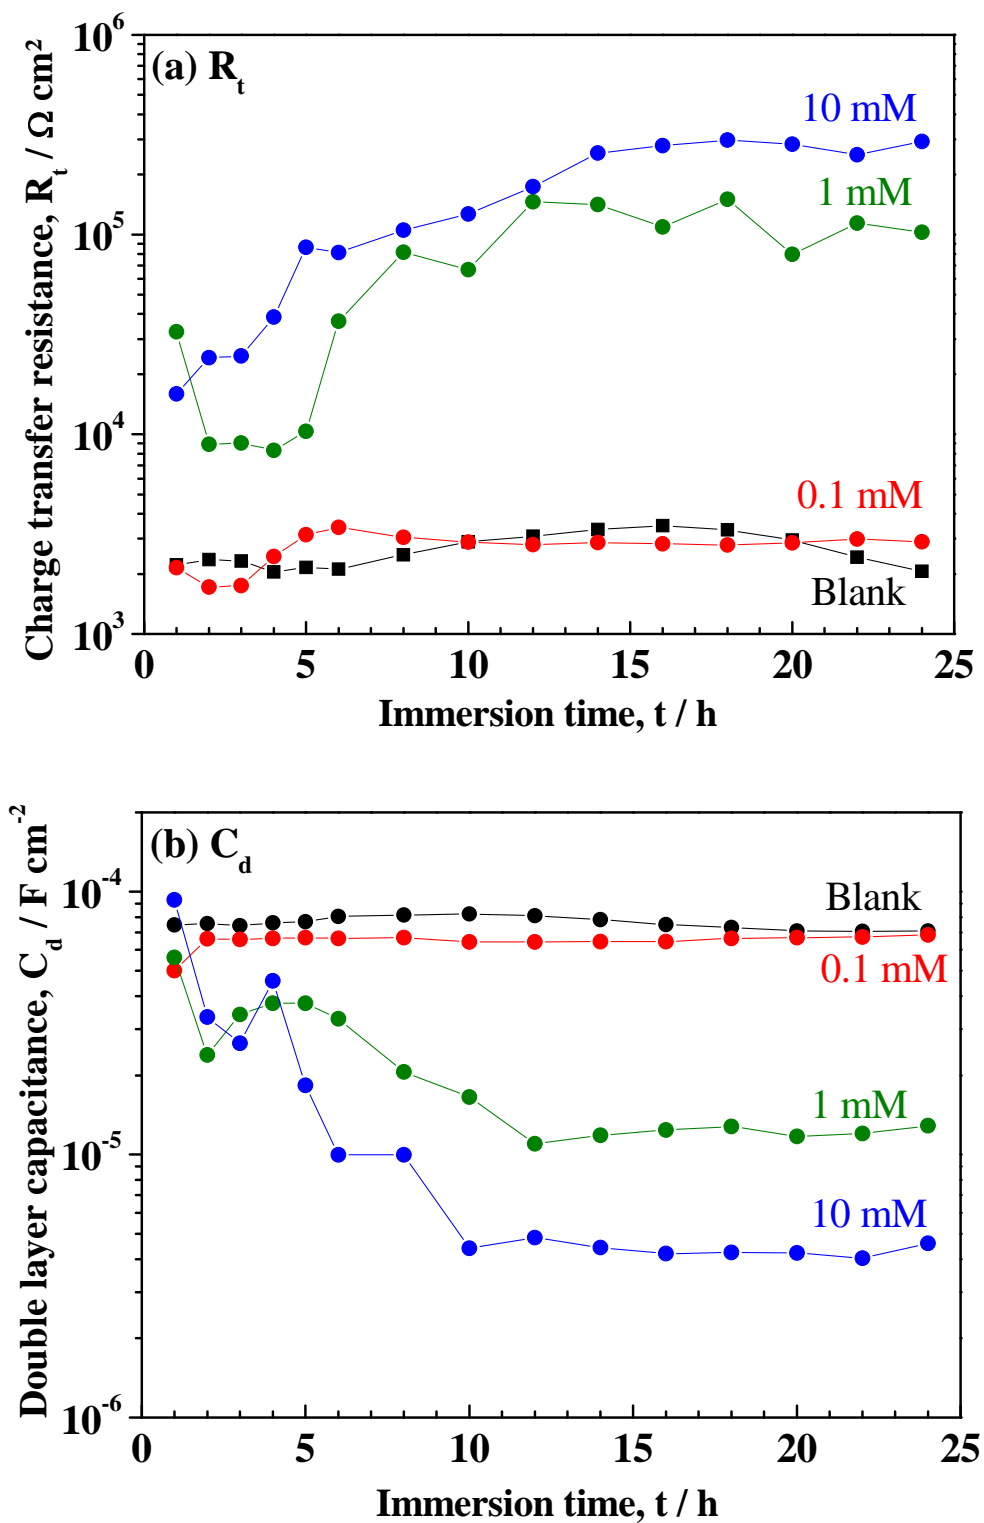 (a) R_t
10^6
10^5
10^4
10^3
Charge transfer resistance, R_t / Ω cm^2
10 mM
1 mM
0.1 mM
Blank
0 5 10 15 20 25
Immersion time, t / h
(b) C_d
10^-4
10^-5
10^-6
Double layer capacitance, C_d / F cm^-2
Blank
0.1 mM
1 mM
10 mM
0 5 10 15 20 25
Immersion time, t / h